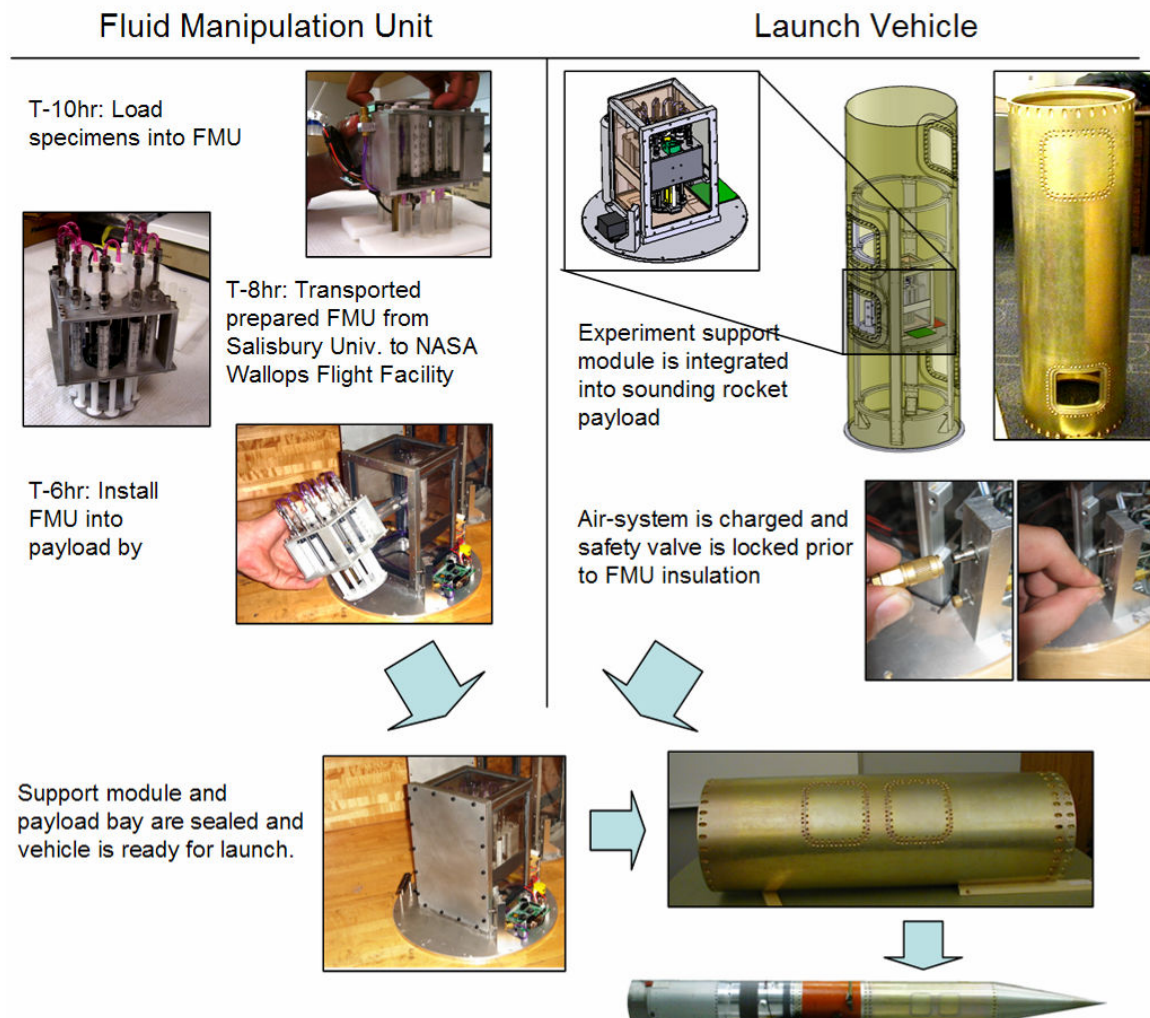 Fluid Manipulation Unit
Launch Vehicle
T-10hr: Load
specimens into FMU
T-8hr: Transported
prepared FMU from
Salisbury Univ. to NASA
Wallops Flight Facility
T-6hr: Install
FMU into
payload by
Experiment support
module is integrated
into sounding rocket
payload
Air-system is charged and
safety valve is locked prior
to FMU insulation
Support module and
payload bay are sealed and
vehicle is ready for launch.